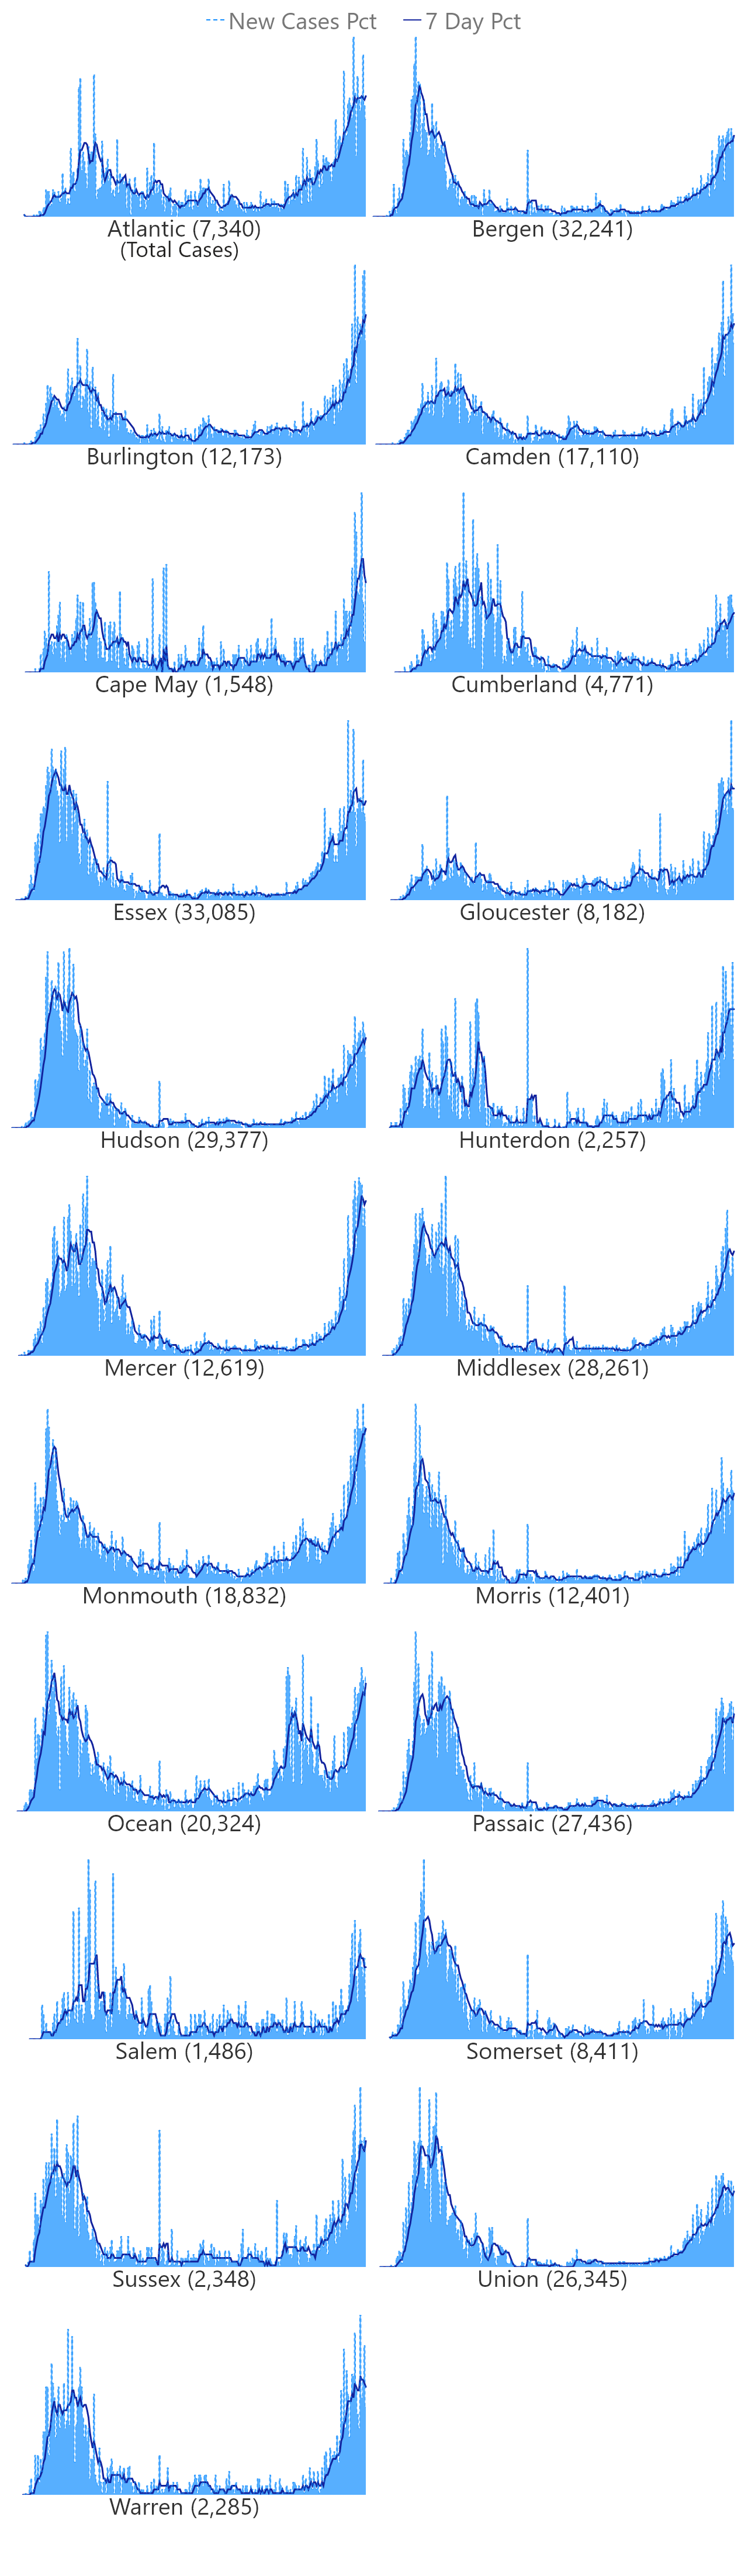 New Cases Pct 7 Day Pct
Atlantic (7,340)
(Total Cases)
Bergen (32,241)
Burlington (12,173)
Camden (17,110)
Cape May (1,548)
Cumberland (4,771)
Essex (33,085)
Gloucester (8,182)
Hudson (29,377)
Hunterdon (2,257)
Mercer (12,619)
Middlesex (28,261)
Monmouth (18,832)
Morris (12,401)
Ocean (20,324)
Passaic (27,436)
Salem (1,486)
Somerset (8,411)
Sussex (2,348)
Union (26,345)
Warren (2,285)